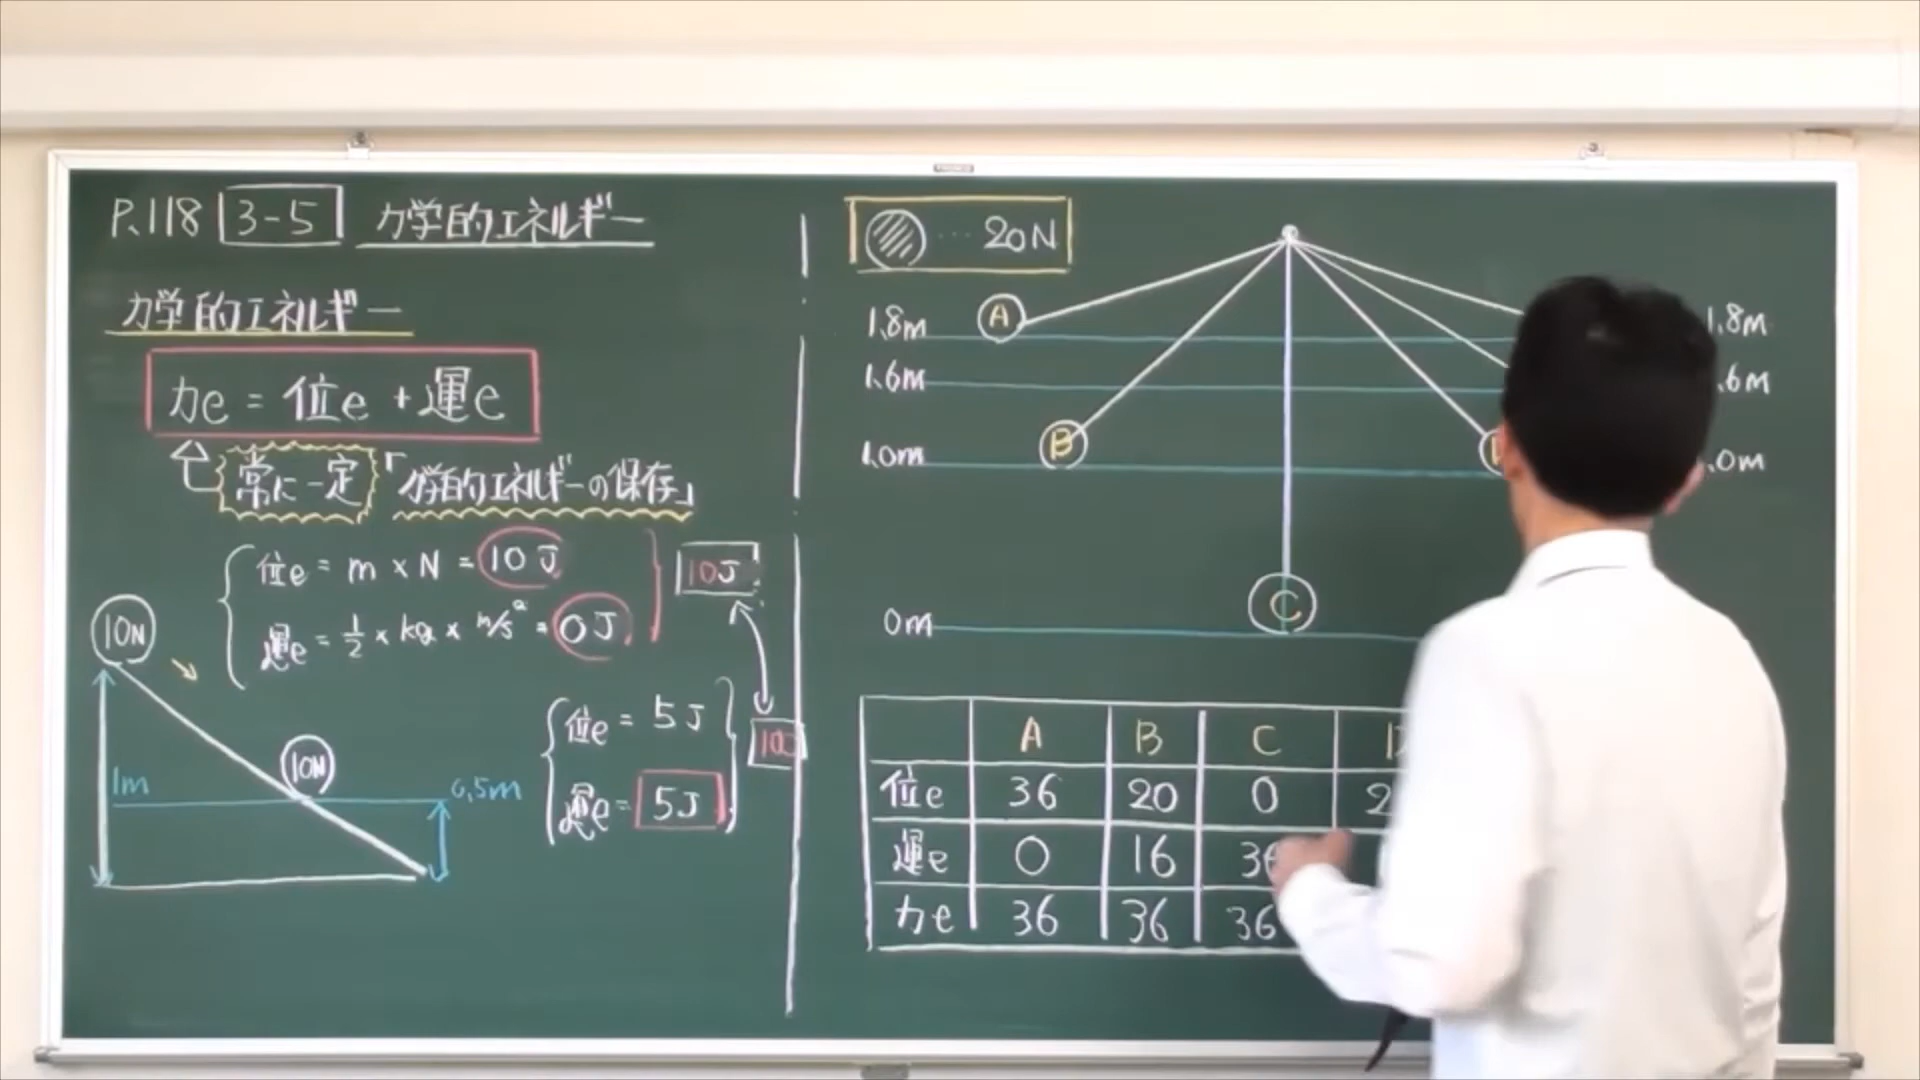 P.118 3-5 力学的エネルギー
力学的エネルギー
力e = 位e + 運e
常に一定 「力学的エネルギーの保存」
位e = m × N = 10J
運e = 1/2 × kg × m/s² = 0J
10J
10N
10N
1m
0.5m
位e = 5J
運e = 5J
10J
20N
1.8m A 1.8m
1.6m .6m
1.0m B .0m
0m C
A B C D
位e 36 20 0 2
運e 0 16 36
力e 36 36 36